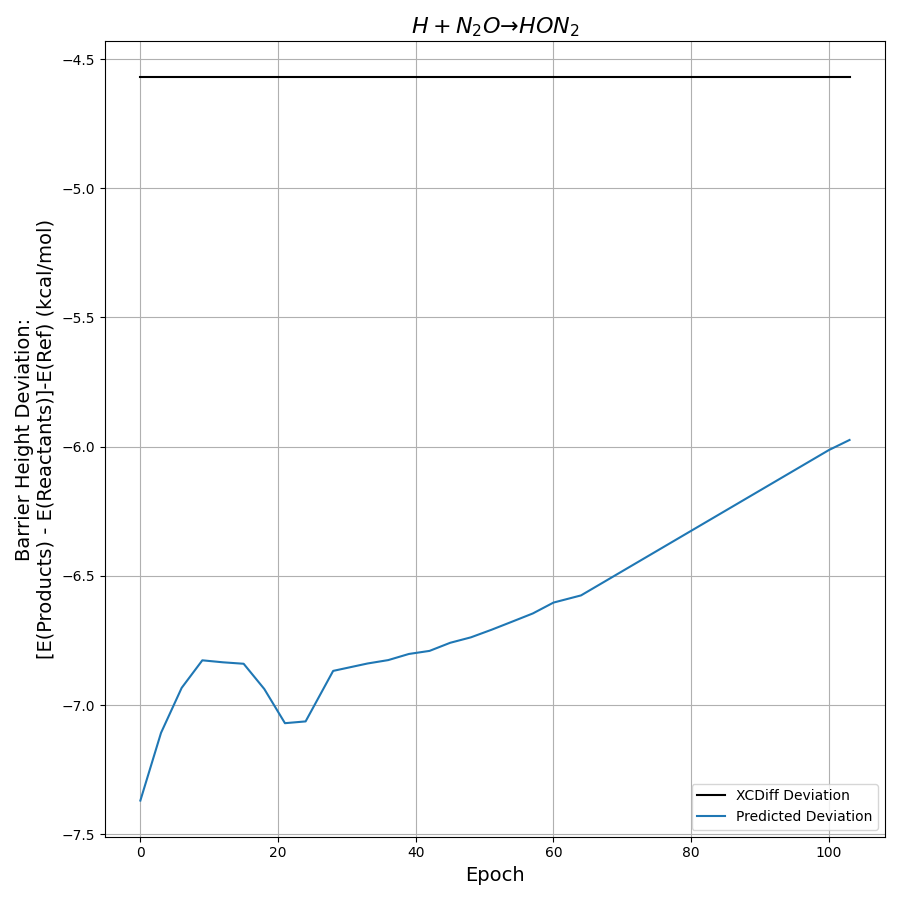 H + N₂O→HON₂
Barrier Height Deviation:
[E(Products) - E(Reactants)]-E(Ref) (kcal/mol)
−4.5
−5.0
−5.5
−6.0
−6.5
−7.0
−7.5
0
20
40
60
80
100
Epoch
XCDiff Deviation
Predicted Deviation